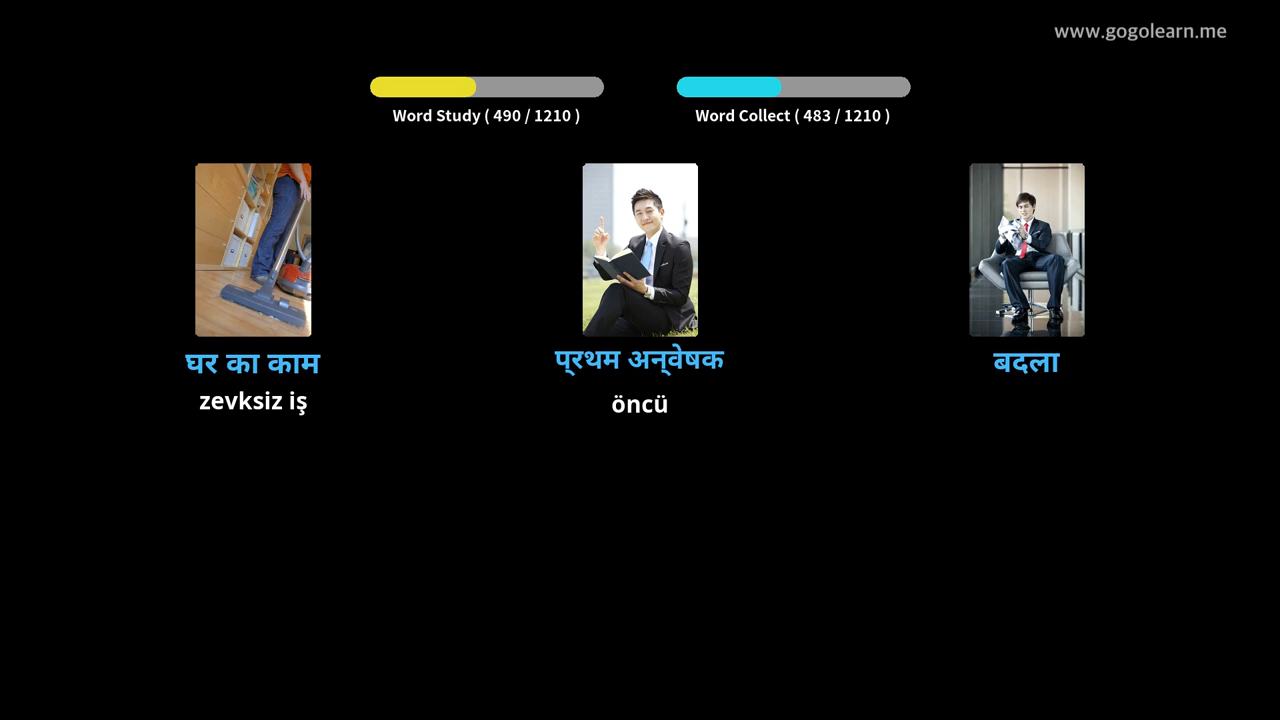 www.gogolearn.me
Word Study ( 490 / 1210 )
Word Collect ( 483 / 1210 )
घर का काम
प्रथम अन्वेषक
बदला
zevksiz iş
öncü